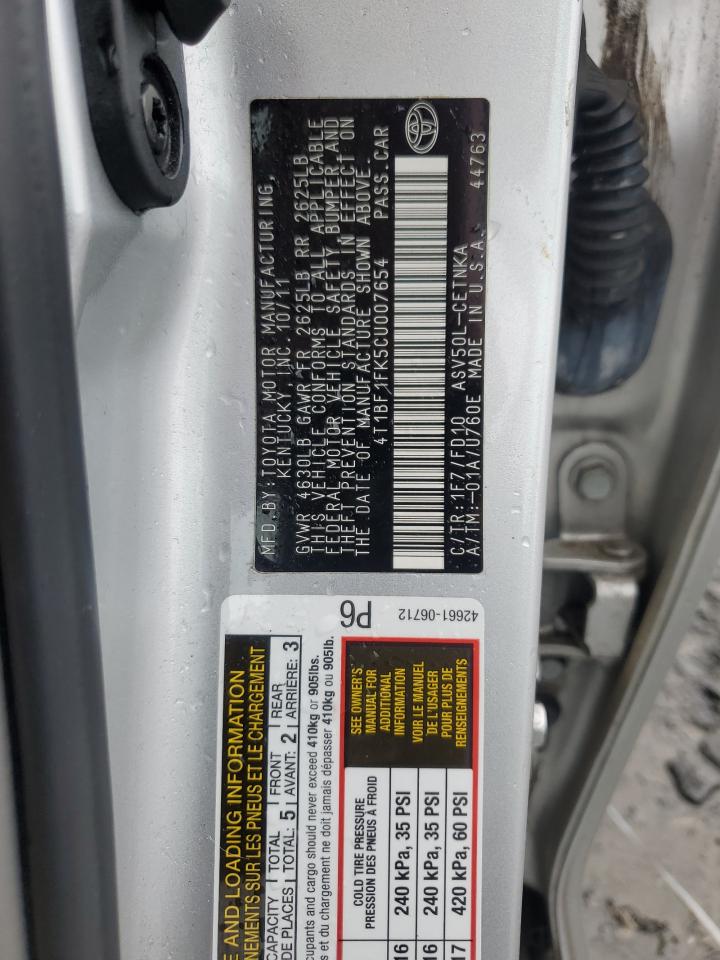 MFD. BY: TOYOTA MOTOR MANUFACTURING,
KENTUCKY, INC. 10/11
GVWR 4630LB GAWR FR 2625LB RR 2625LB
THIS VEHICLE CONFORMS TO ALL APPLICABLE
FEDERAL MOTOR VEHICLE SAFETY, BUMPER AND
THEFT PREVENTION STANDARDS IN EFFECT ON
THE DATE OF MANUFACTURE SHOWN ABOVE.
4T1BF1FK5CU007654 PASS. CAR
C/TR: 1F7/FD10 ASV50L-CETNKA
A/TM: -01A/U760E MADE IN U.S.A. 44763
E AND LOADING INFORMATION
NEMENTS SUR LES PNEUS ET LE CHARGEMENT
CAPACITY TOTAL FRONT REAR
DE PLACES TOTAL: 5 AVANT: 2 ARRIÈRE: 3
cupants and cargo should never exceed 410kg or 905lbs.
s et du chargement ne doit jamais dépasser 410kg ou 905lb.
P6
42661-06712
COLD TIRE PRESSURE
PRESSION DES PNEUS À FROID
16 240 kPa, 35 PSI
16 240 kPa, 35 PSI
17 420 kPa, 60 PSI
SEE OWNER'S
MANUAL FOR
ADDITIONAL
INFORMATION
VOIR LE MANUEL
DE L'USAGER
POUR PLUS DE
RENSEIGNEMENTS